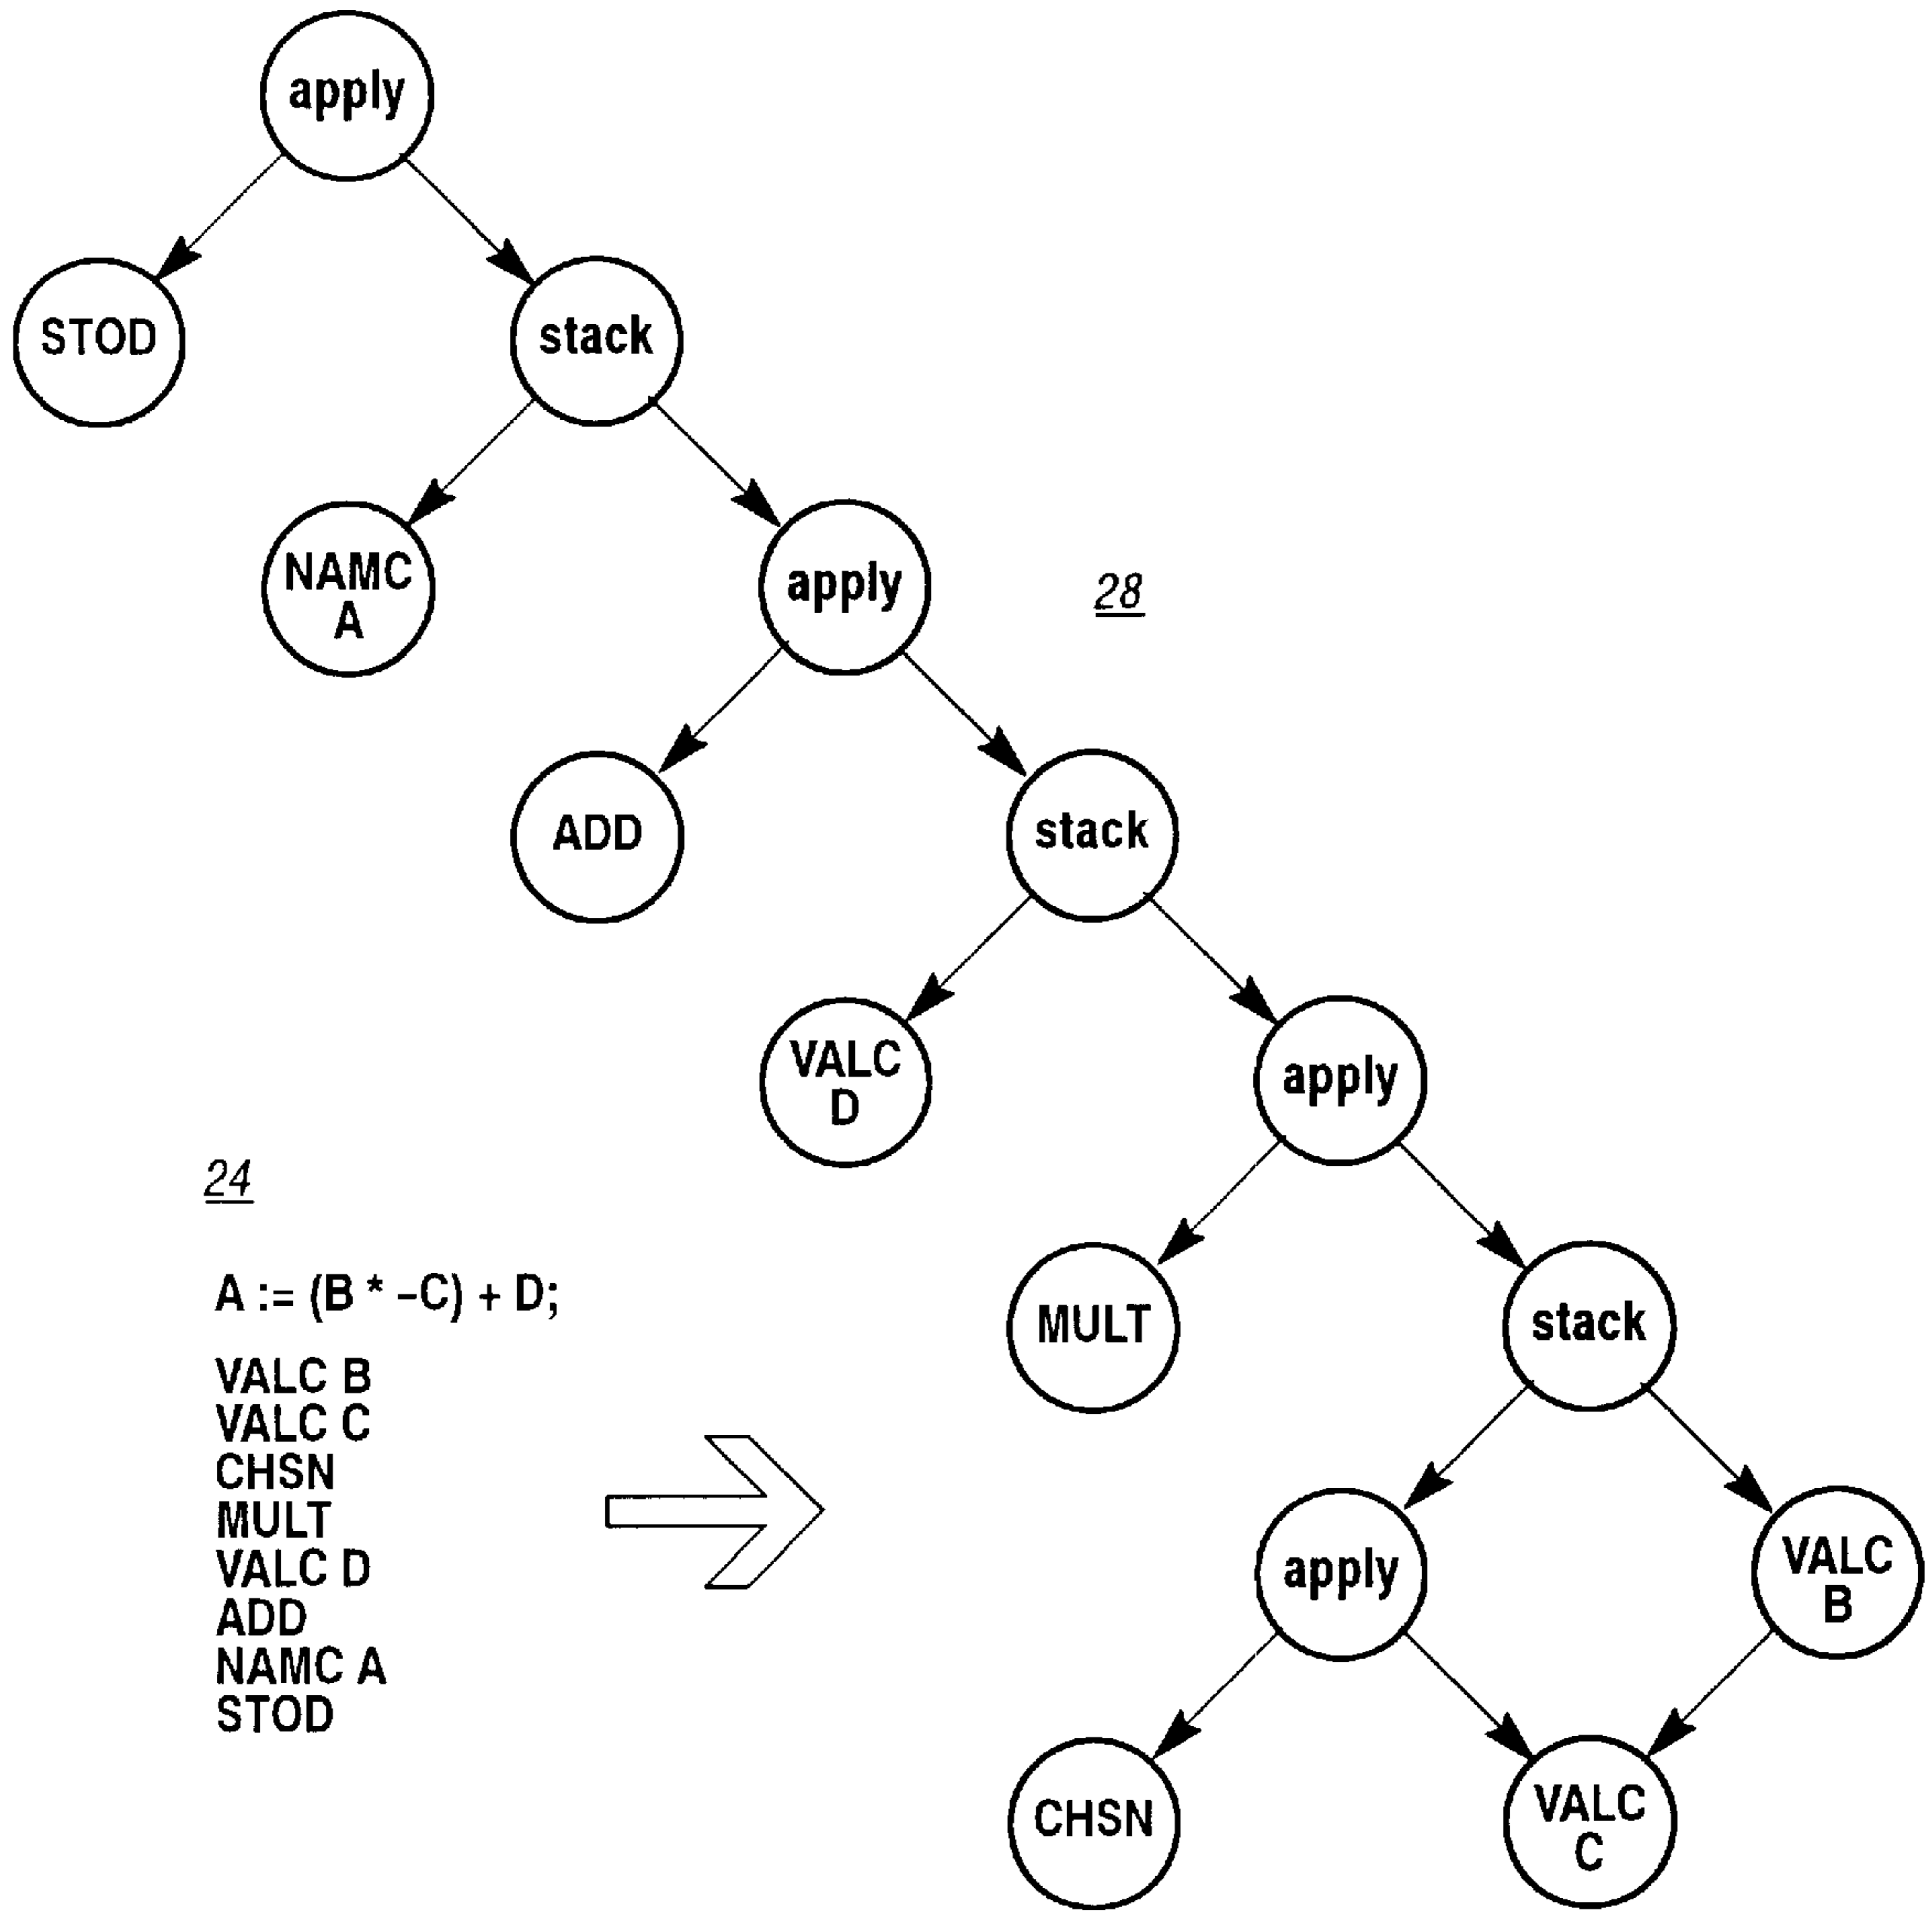 apply
STOD
stack
NAMC
A
apply
28
ADD
stack
VALC
D
apply
24
A := (B * –C) + D;
VALC B
VALC C
CHSN
MULT
VALC D
ADD
NAMC A
STOD
MULT
stack
apply
VALC
B
CHSN
VALC
C